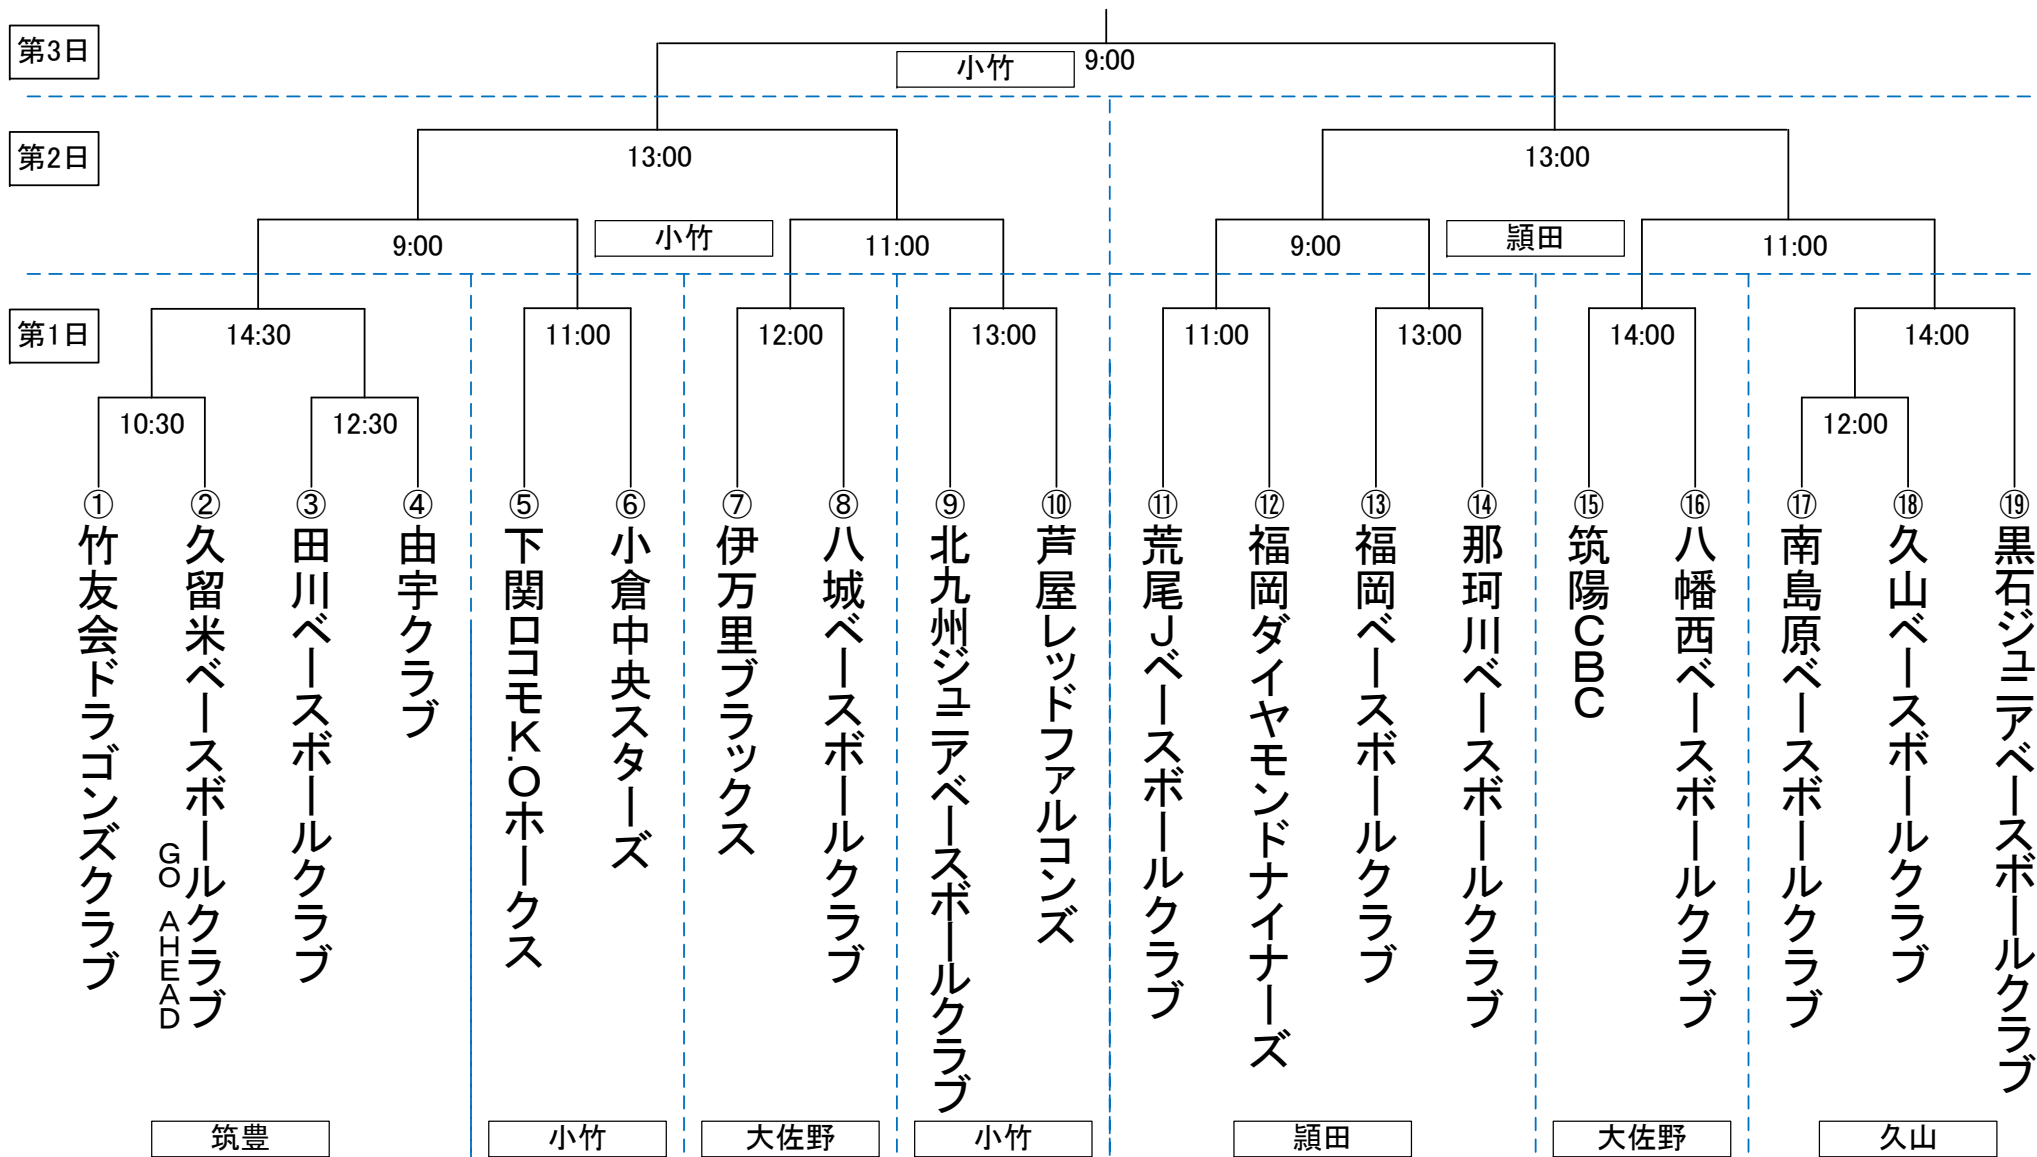 第3日
小竹
9:00
第2日
13:00
13:00
9:00
小竹
11:00
9:00
頴田
11:00
第1日
14:30
11:00
12:00
13:00
11:00
13:00
14:00
14:00
10:30
12:30
12:00
①竹友会ドラゴンズクラブ
②久留米ベースボールクラブ
GO AHEAD
③田川ベースボールクラブ
④由宇クラブ
⑤下関ロコモK.Oホークス
⑥小倉中央スターズ
⑦伊万里ブラックス
⑧八城ベースボールクラブ
⑨北九州ジュニアベースボールクラブ
⑩芦屋レッドファルコンズ
⑪荒尾Jベースボールクラブ
⑫福岡ダイヤモンドナイナーズ
⑬福岡ベースボールクラブ
⑭那珂川ベースボールクラブ
⑮筑陽CBC
⑯八幡西ベースボールクラブ
⑰南島原ベースボールクラブ
⑱久山ベースボールクラブ
⑲黒石ジュニアベースボールクラブ
筑豊
小竹
大佐野
小竹
頴田
大佐野
久山